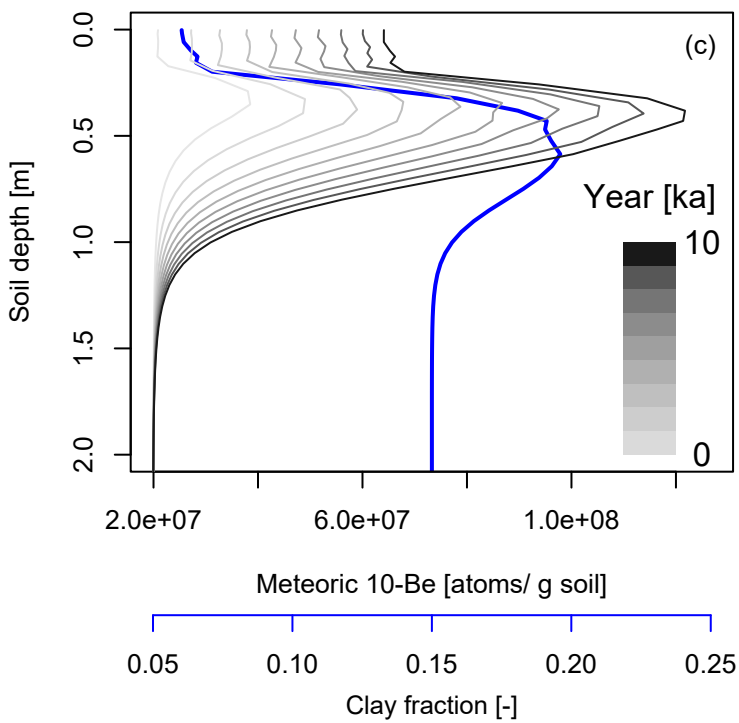 (c)
0.0
0.5
1.0
1.5
2.0
Soil depth [m]
Year [ka]
10
0
2.0e+07 6.0e+07 1.0e+08
Meteoric 10-Be [atoms/ g soil]
0.05 0.10 0.15 0.20 0.25
Clay fraction [-]